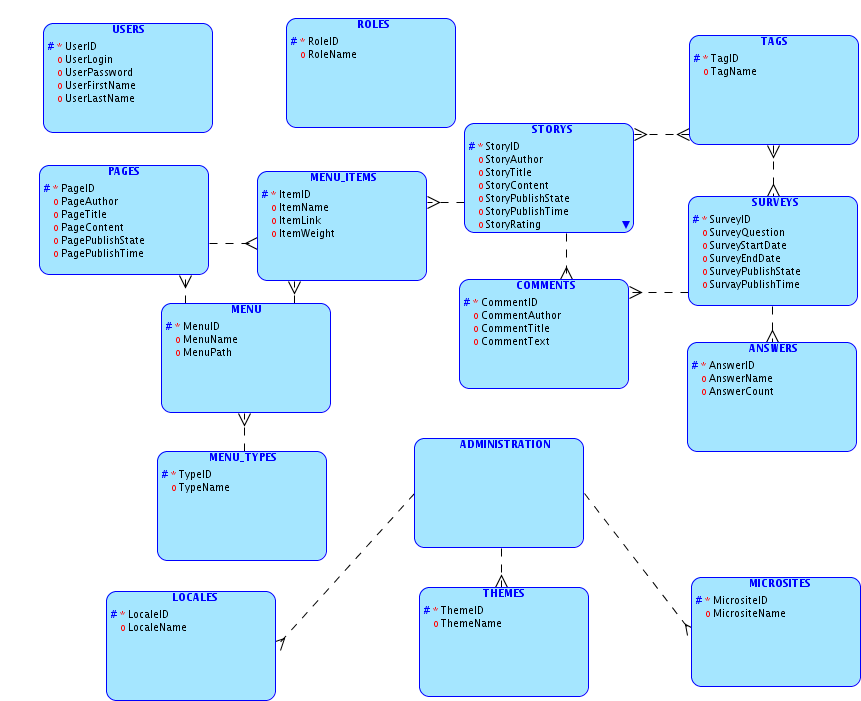 USERS
# * UserID
o UserLogin
o UserPassword
o UserFirstName
o UserLastName
ROLES
# * RoleID
o RoleName
TAGS
# * TagID
o TagName
STORYS
# * StoryID
o StoryAuthor
o StoryTitle
o StoryContent
o StoryPublishState
o StoryPublishTime
o StoryRating
PAGES
# * PageID
o PageAuthor
o PageTitle
o PageContent
o PagePublishState
o PagePublishTime
MENU_ITEMS
# * ItemID
o ItemName
o ItemLink
o ItemWeight
SURVEYS
# * SurveyID
o SurveyQuestion
o SurveyStartDate
o SurveyEndDate
o SurveyPublishState
o SurvayPublishTime
COMMENTS
# * CommentID
o CommentAuthor
o CommentTitle
o CommentText
MENU
# * MenuID
o MenuName
o MenuPath
ANSWERS
# * AnswerID
o AnswerName
o AnswerCount
MENU_TYPES
# * TypeID
o TypeName
ADMINISTRATION
LOCALES
# * LocaleID
o LocaleName
THEMES
# * ThemeID
o ThemeName
MICROSITES
# * MicrositeID
o MicrositeName